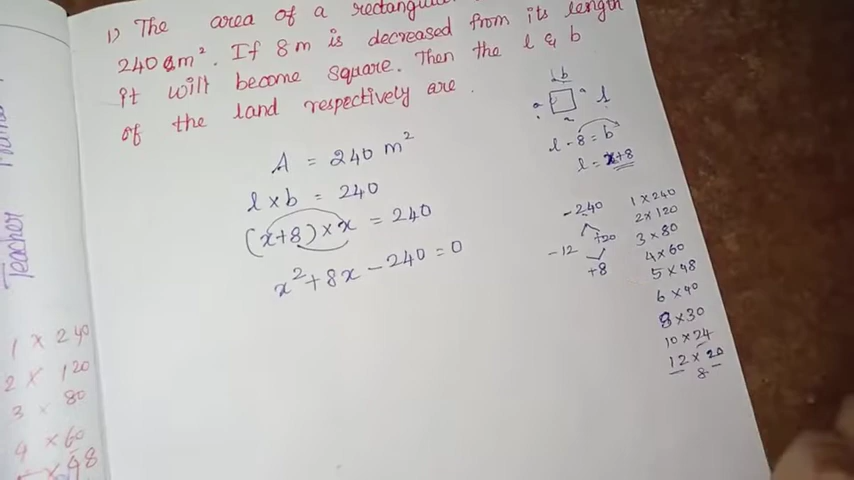 1) The area of a rectangular
240 m². If 8m is decreased from its length
it will become square. Then the l & b
of the land respectively are.
A = 240 m²
l × b = 240
(x+8) × x = 240
x² + 8x - 240 = 0
b
l
a
a
l - 8 = b
l = x+8
-240
-12 +20
+8
1 × 240
2 × 120
3 × 80
4 × 60
5 × 48
6 × 40
8 × 30
10 × 24
12 × 20
8
Teacher
1 × 240
2 × 120
3 × 80
4 × 60
× 48